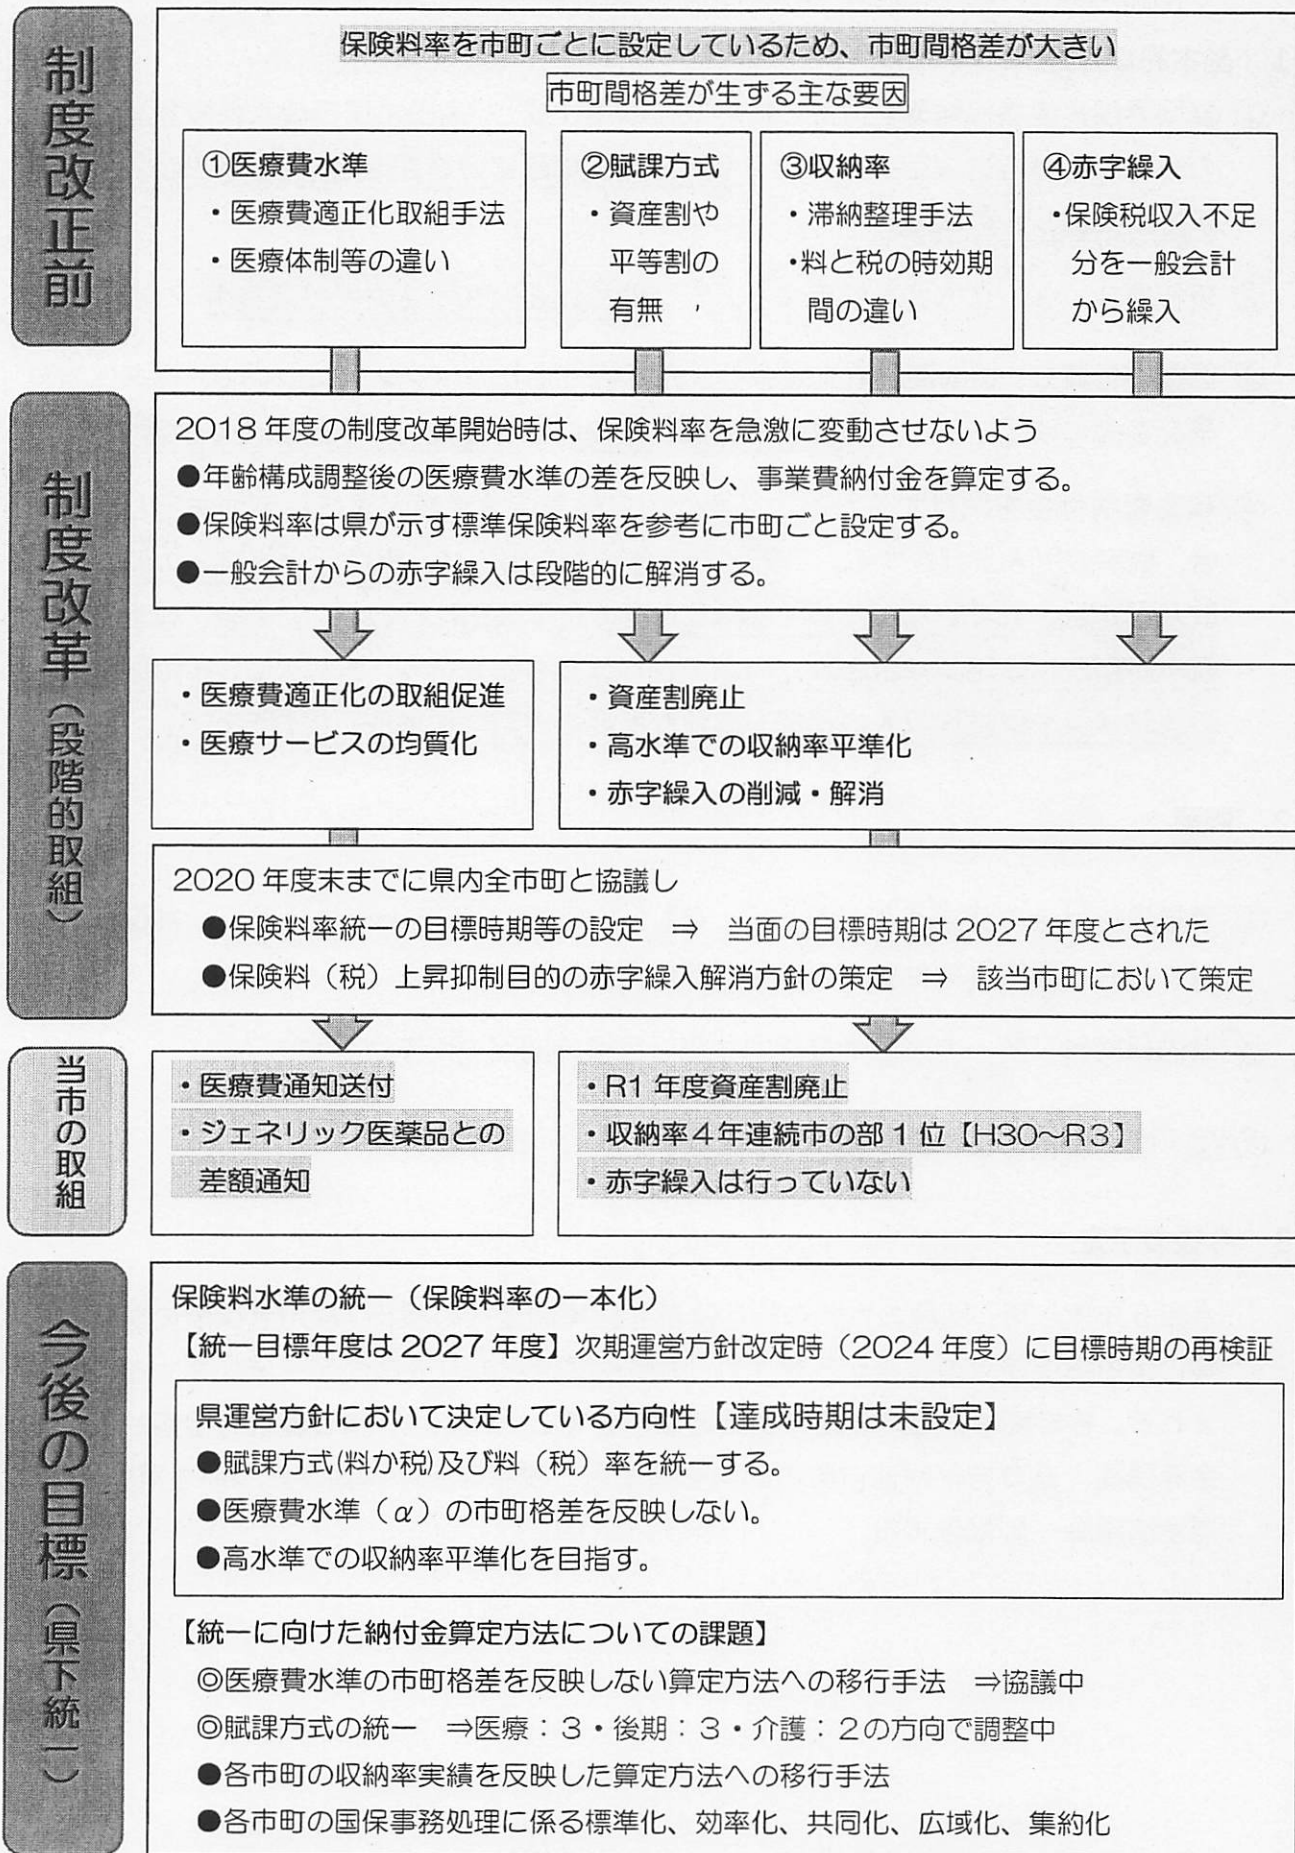 制度改正前
保険料率を市町ごとに設定しているため、市町間格差が大きい
市町間格差が生ずる主な要因
①医療費水準
・医療費適正化取組手法
・医療体制等の違い
②賦課方式
・資産割や
平等割の
有無
③収納率
・滞納整理手法
・料と税の時効期
間の違い
④赤字繰入
・保険税収入不足
分を一般会計
から繰入
制度改革（段階的取組）
2018年度の制度改革開始時は、保険料率を急激に変動させないよう
●年齢構成調整後の医療費水準の差を反映し、事業費納付金を算定する。
●保険料率は県が示す標準保険料率を参考に市町ごと設定する。
●一般会計からの赤字繰入は段階的に解消する。
・医療費適正化の取組促進
・医療サービスの均質化
・資産割廃止
・高水準での収納率平準化
・赤字繰入の削減・解消
2020年度末までに県内全市町と協議し
●保険料率統一の目標時期等の設定 ⇒ 当面の目標時期は2027年度とされた
●保険料（税）上昇抑制目的の赤字繰入解消方針の策定 ⇒ 該当市町において策定
当市の取組
・医療費通知送付
・ジェネリック医薬品との
差額通知
・R1年度資産割廃止
・収納率4年連続市の部1位【H30～R3】
・赤字繰入は行っていない
今後の目標（県下統一）
保険料水準の統一（保険料率の一本化）
【統一目標年度は2027年度】次期運営方針改定時（2024年度）に目標時期の再検証
県運営方針において決定している方向性【達成時期は未設定】
●賦課方式(料か税)及び料（税）率を統一する。
●医療費水準（α）の市町格差を反映しない。
●高水準での収納率平準化を目指す。
【統一に向けた納付金算定方法についての課題】
◎医療費水準の市町格差を反映しない算定方法への移行手法 ⇒協議中
◎賦課方式の統一 ⇒医療：3・後期：3・介護：2の方向で調整中
●各市町の収納率実績を反映した算定方法への移行手法
●各市町の国保事務処理に係る標準化、効率化、共同化、広域化、集約化